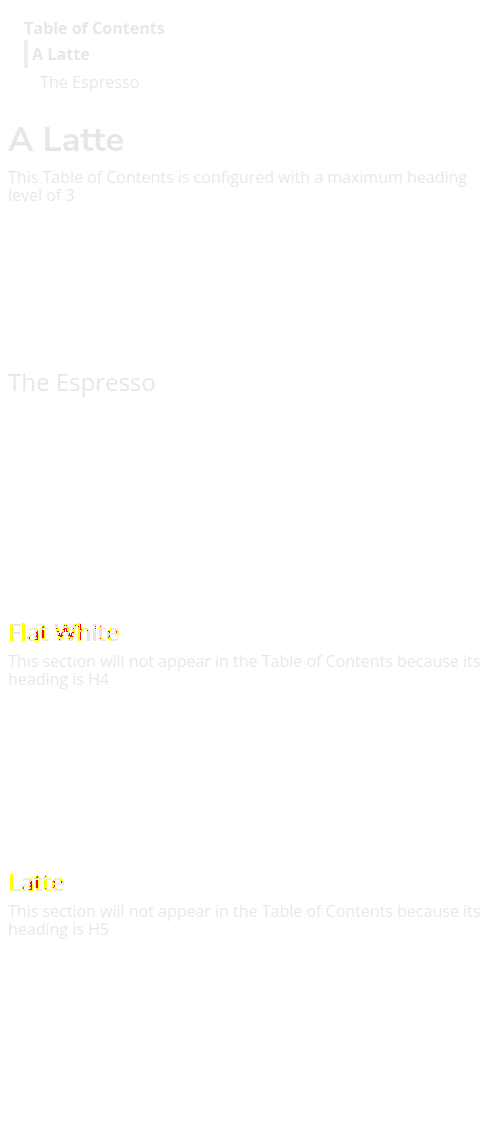 Table of Contents
A Latte
The Espresso
A Latte
This Table of Contents is configured with a maximum heading
level of 3
The Espresso
Flat White
This section will not appear in the Table of Contents because its
heading is H4
Latte
This section will not appear in the Table of Contents because its
heading is H5